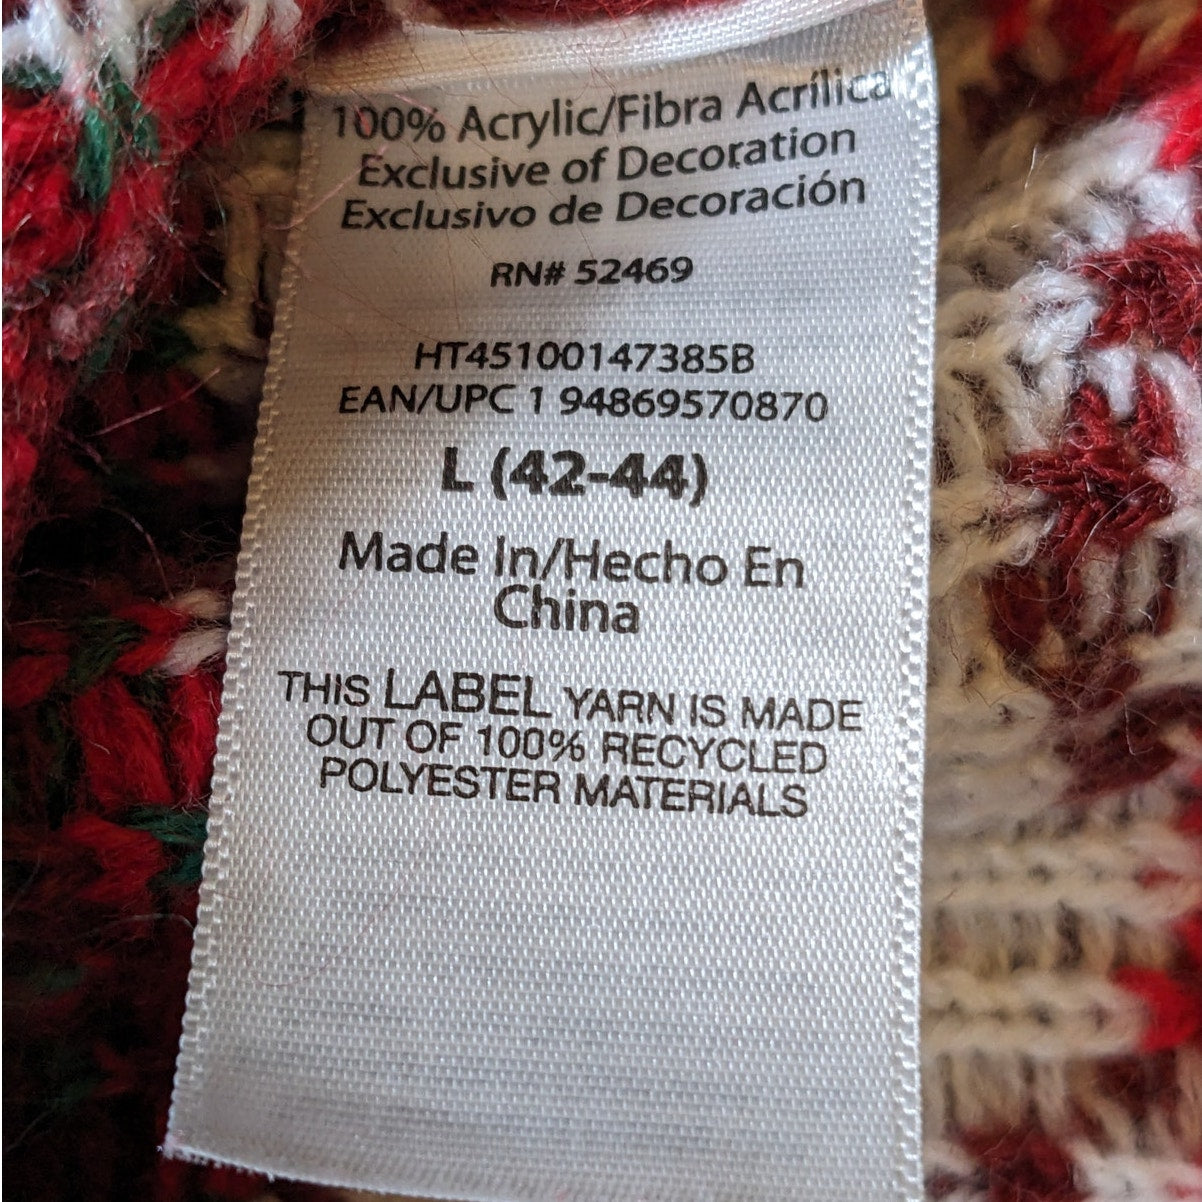 100% Acrylic/Fibra Acrílica
Exclusive of Decoration
Exclusivo de Decoración
RN# 52469
HT45100147385B
EAN/UPC 1 94869570870
L (42-44)
Made In/Hecho En
China
THIS LABEL YARN IS MADE
OUT OF 100% RECYCLED
POLYESTER MATERIALS